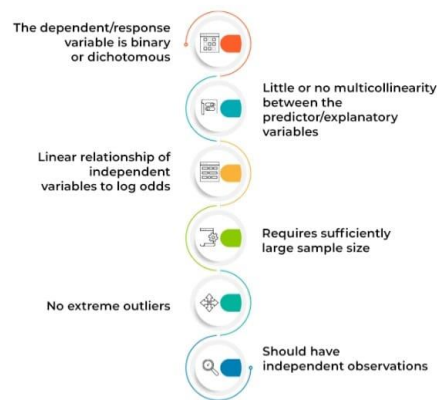 The dependent/response
variable is binary
or dichotomous
Little or no multicollinearity
between the
predictor/explanatory
variables
Linear relationship of
independent
variables to log odds
Requires sufficiently
large sample size
No extreme outliers
Should have
independent observations